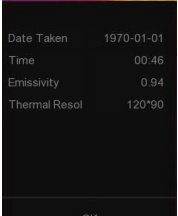 Date Taken 1970-01-01
Time 00:46
Emissivity 0.94
Thermal Resol 120*90